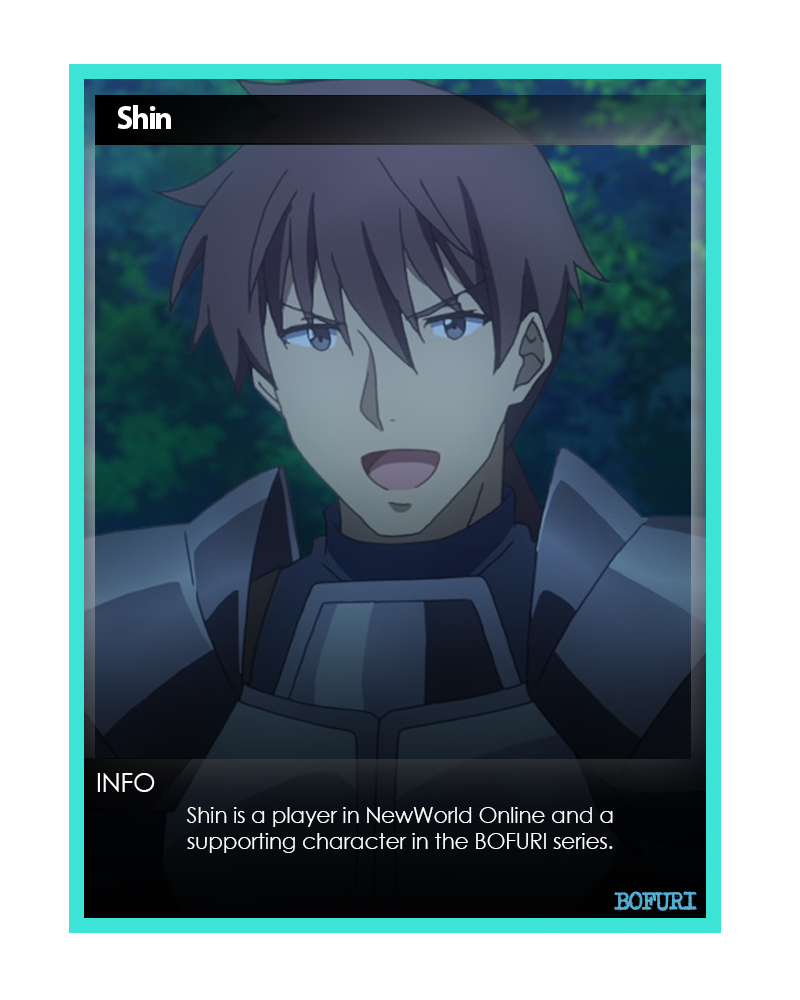 Shin
INFO
Shin is a player in NewWorld Online and a
supporting character in the BOFURI series.
BOFURI